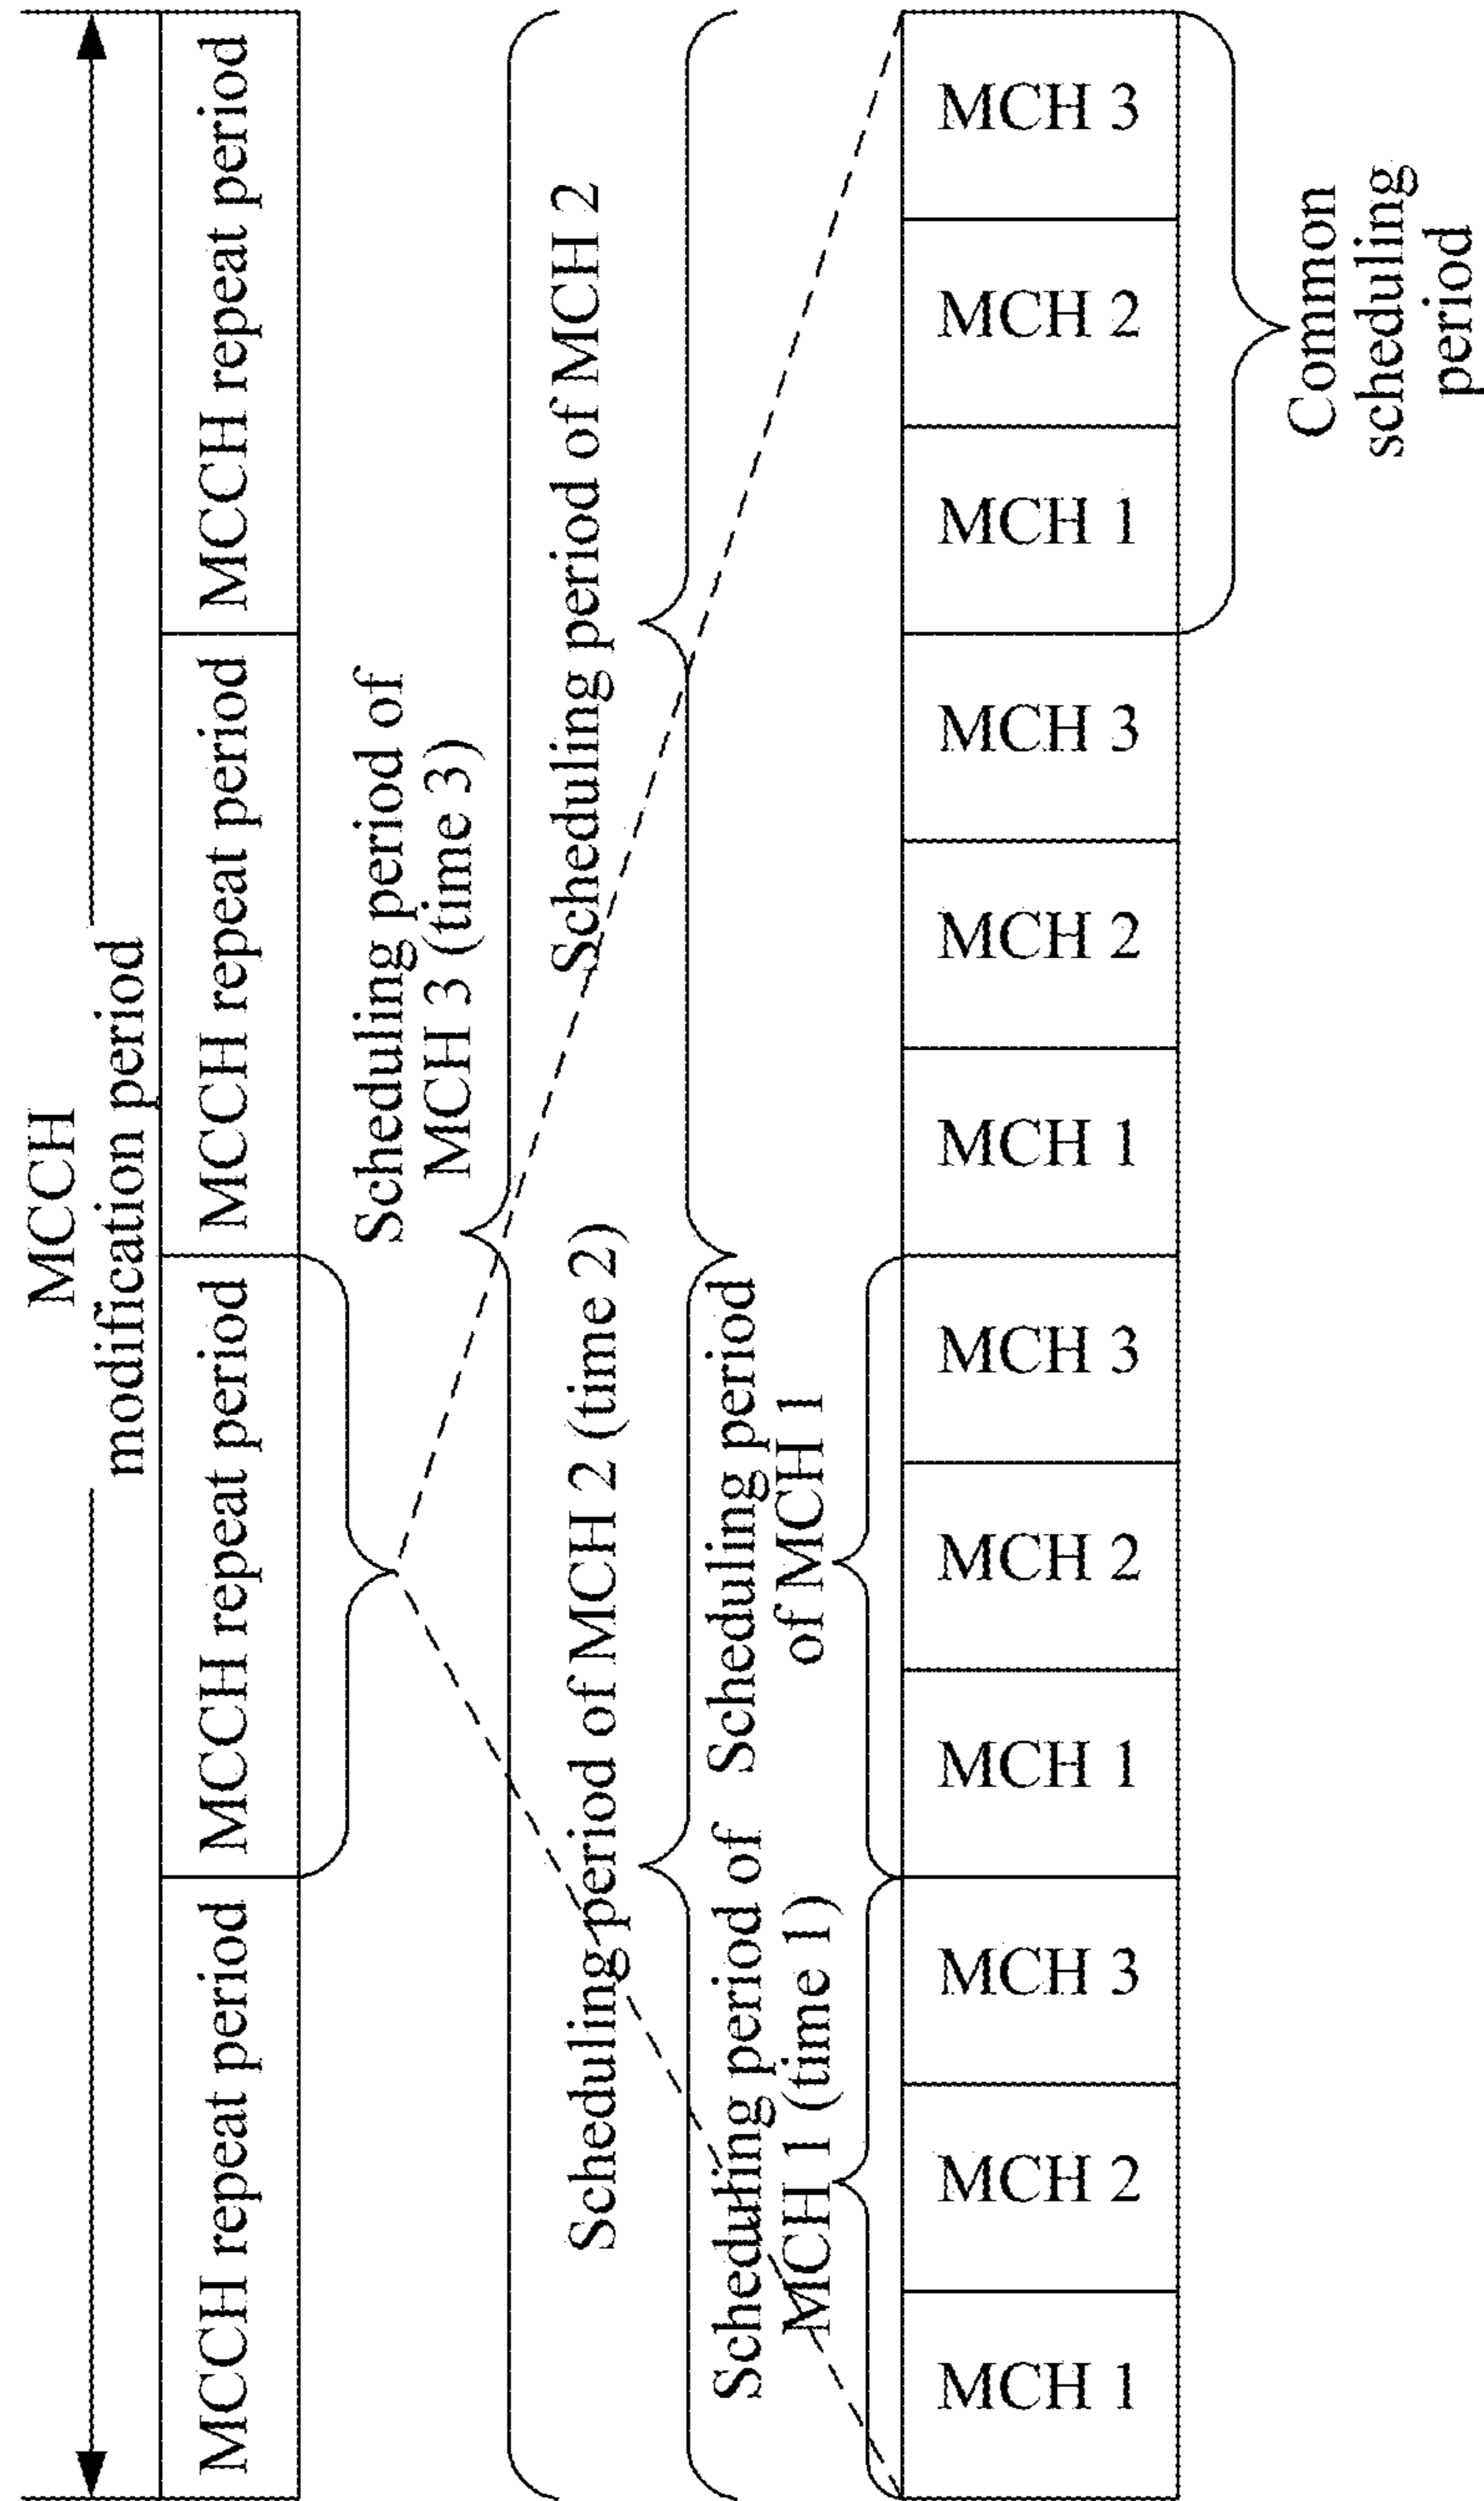 MCCH
modification period
MCCH repeat period
MCCH repeat period
MCCH repeat period
MCCH repeat period
Scheduling period of
MCH 3 (time 3)
Scheduling period of MCH 2 (time 2)
Scheduling period of MCH 2
Scheduling period of
MCH 1 (time 1)
Scheduling period
of MCH 1
MCH 1
MCH 2
MCH 3
MCH 1
MCH 2
MCH 3
MCH 1
MCH 2
MCH 3
MCH 1
MCH 2
MCH 3
Common
scheduling
period